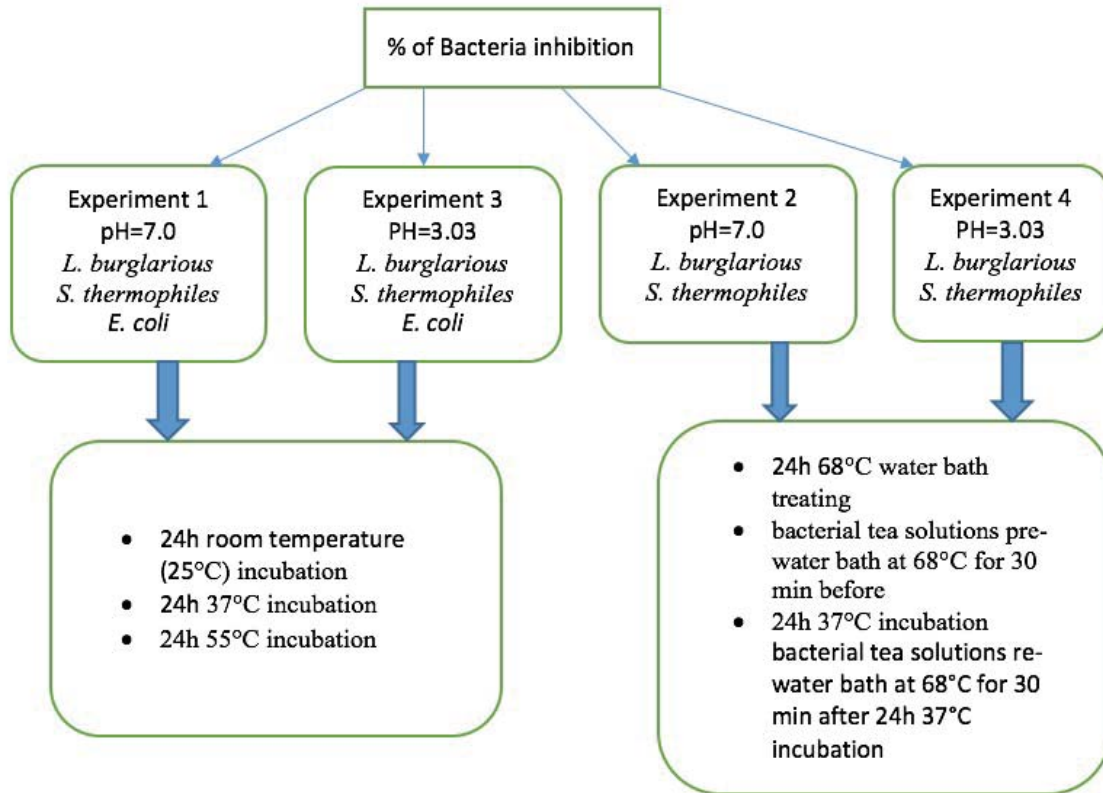 % of Bacteria inhibition
Experiment 1
pH=7.0
L. burglarious
S. thermophiles
E. coli
Experiment 3
PH=3.03
L. burglarious
S. thermophiles
E. coli
Experiment 2
pH=7.0
L. burglarious
S. thermophiles
Experiment 4
PH=3.03
L. burglarious
S. thermophiles
• 24h room temperature
(25°C) incubation
• 24h 37°C incubation
• 24h 55°C incubation
• 24h 68°C water bath
treating
• bacterial tea solutions pre-
water bath at 68°C for 30
min before
• 24h 37°C incubation
bacterial tea solutions re-
water bath at 68°C for 30
min after 24h 37°C
incubation